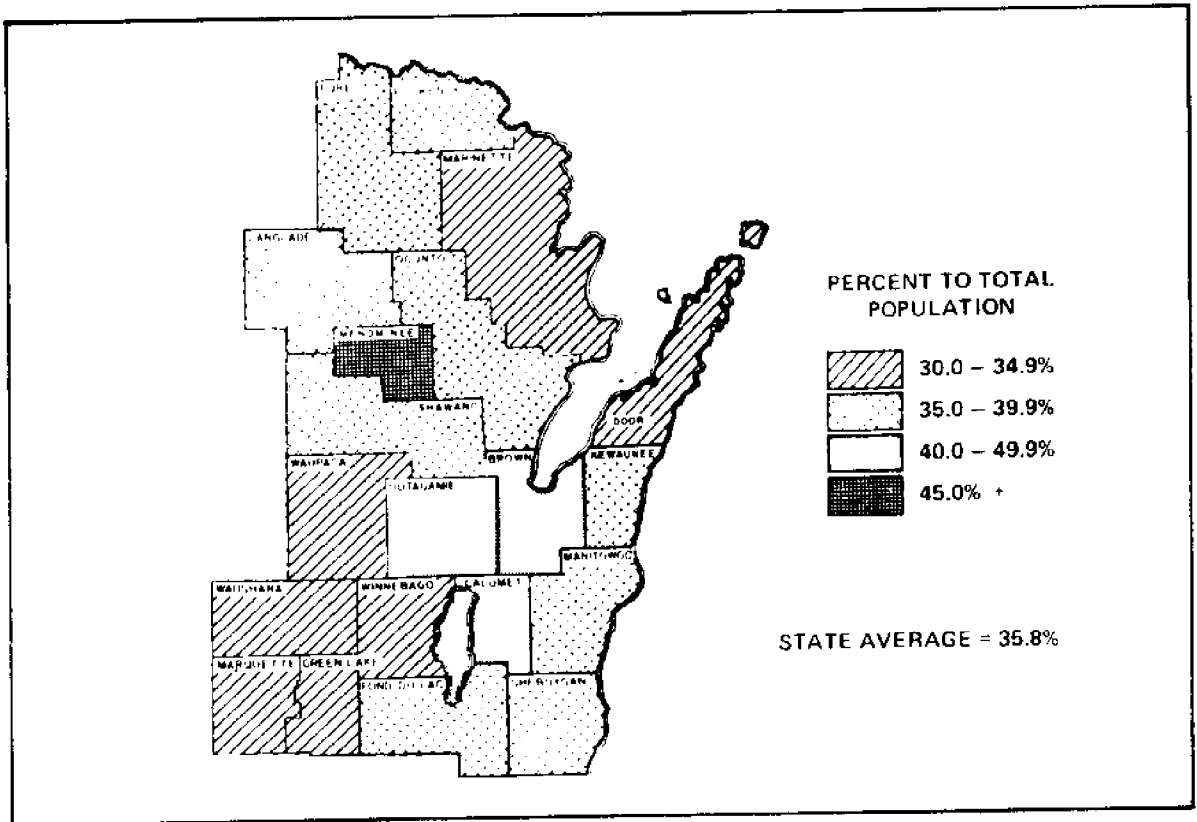 MARINETTE
LANGLADE
OCONTO
MENOMINEE
SHAWANO
DOOR
WAUPACA
BROWN
KEWAUNEE
OUTAGAMIE
MANITOWOC
WAUSHARA
WINNEBAGO
CALUMET
MARQUETTE
GREEN LAKE
FOND DU LAC
SHEBOYGAN
PERCENT TO TOTAL
POPULATION
30.0 – 34.9%
35.0 – 39.9%
40.0 – 49.9%
45.0% +
STATE AVERAGE = 35.8%